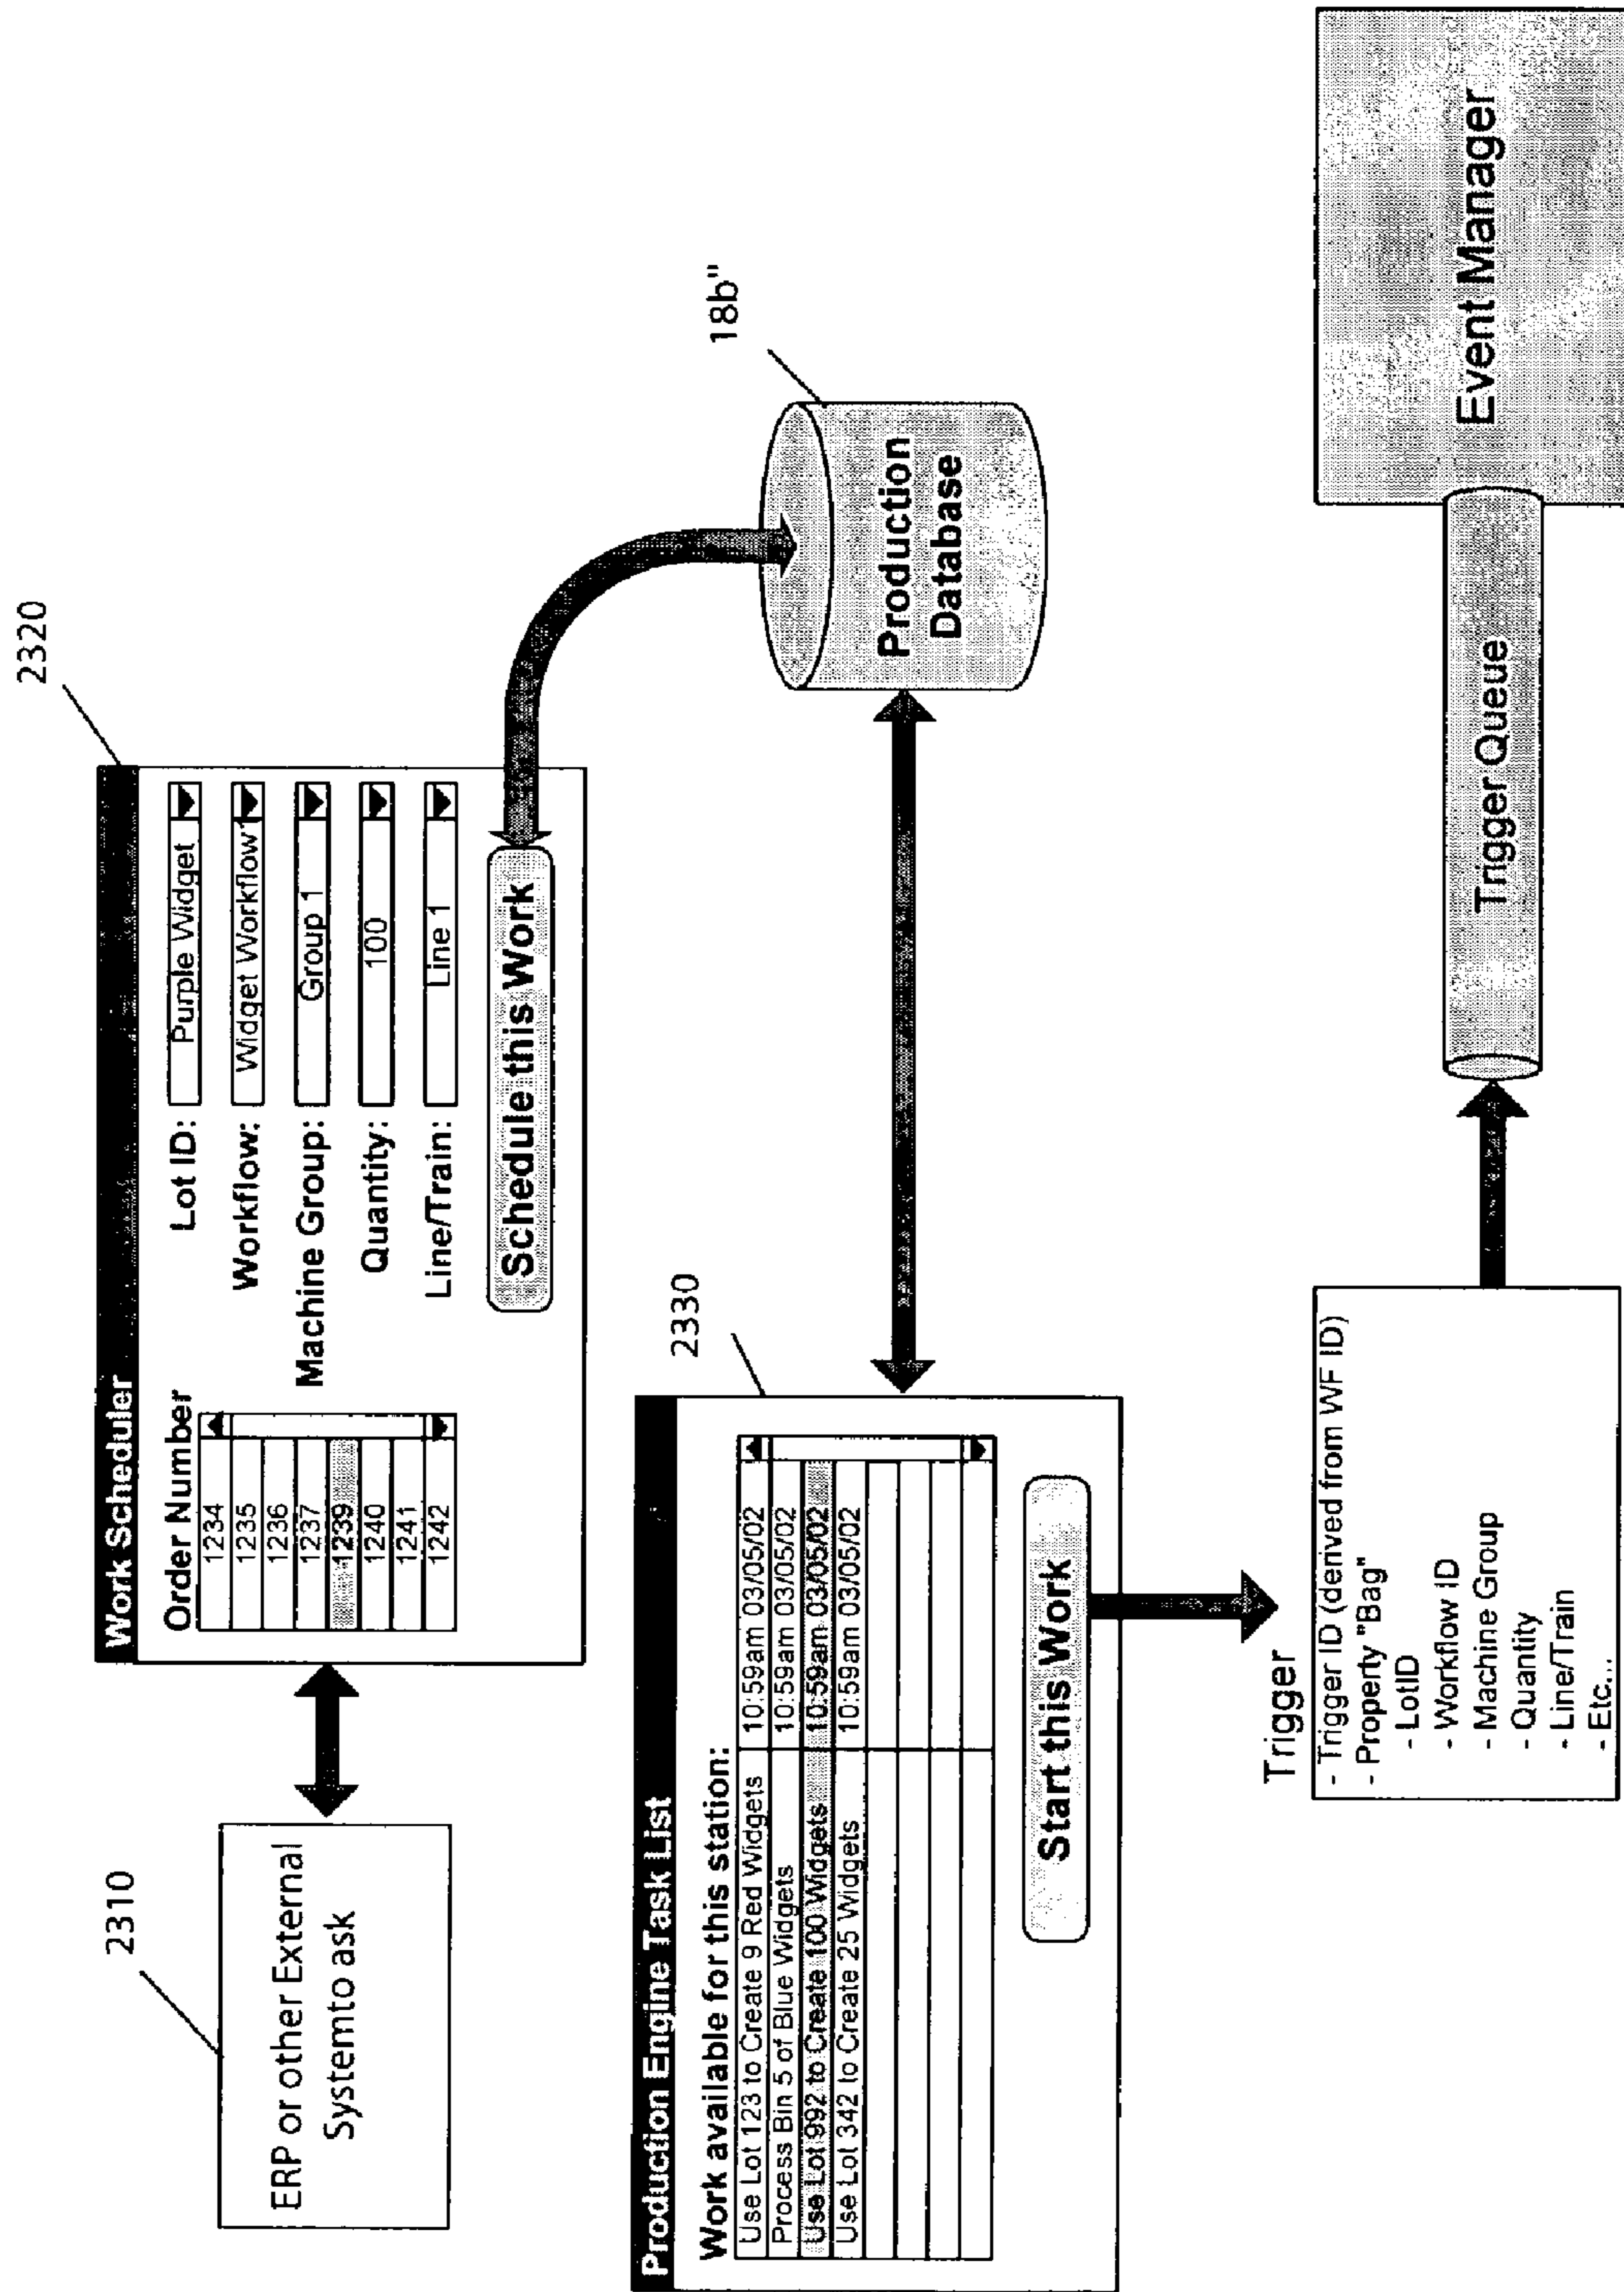 2310
ERP or other External
Systemto ask
2320
Work Scheduler
Order Number
1234
1235
1236
1237
1239
1240
1241
1242
Lot ID: Purple Widget
Workflow: Widget Workflow1
Machine Group: Group 1
Quantity: 100
Line/Train: Line 1
Schedule this Work
18b"
Production
Database
2330
Production Engine Task List
Work available for this station:
Use Lot 123 to Create 9 Red Widgets 10:59am 03/05/02
Process Bin 5 of Blue Widgets 10:59am 03/05/02
Use Lot 992 to Create 100 Widgets 10:59am 03/05/02
Use Lot 342 to Create 25 Widgets 10:59am 03/05/02
Start this Work
Trigger
- Trigger ID (derived from WF ID)
- Property "Bag"
- LotID
- Workflow ID
- Machine Group
- Quantity
- Line/Train
- Etc...
Trigger Queue
Event Manager